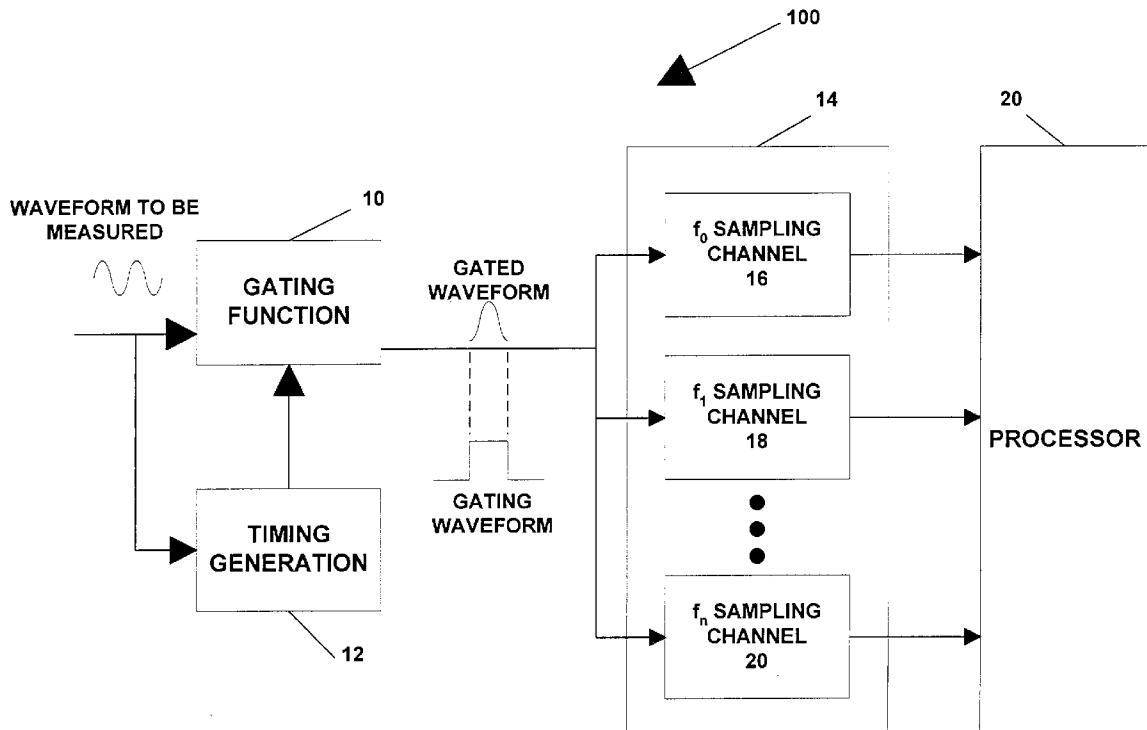 100
14
20
10
WAVEFORM TO BE
MEASURED
GATING
FUNCTION
GATED
WAVEFORM
f0 SAMPLING
CHANNEL
16
f1 SAMPLING
CHANNEL
18
PROCESSOR
GATING
WAVEFORM
TIMING
GENERATION
12
fn SAMPLING
CHANNEL
20